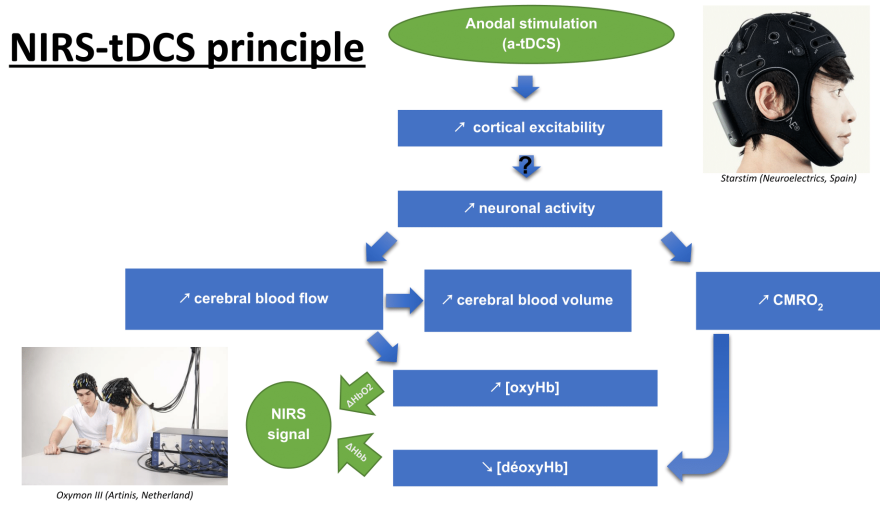 NIRS-tDCS principle
Anodal stimulation
(a-tDCS)
↗ cortical excitability
?
↗ neuronal activity
Starstim (Neuroelectrics, Spain)
↗ cerebral blood flow
↗ cerebral blood volume
↗ CMRO₂
↗ [oxyHb]
ΔHbO2
NIRS
signal
ΔHbb
↘ [déoxyHb]
Oxymon III (Artinis, Netherland)